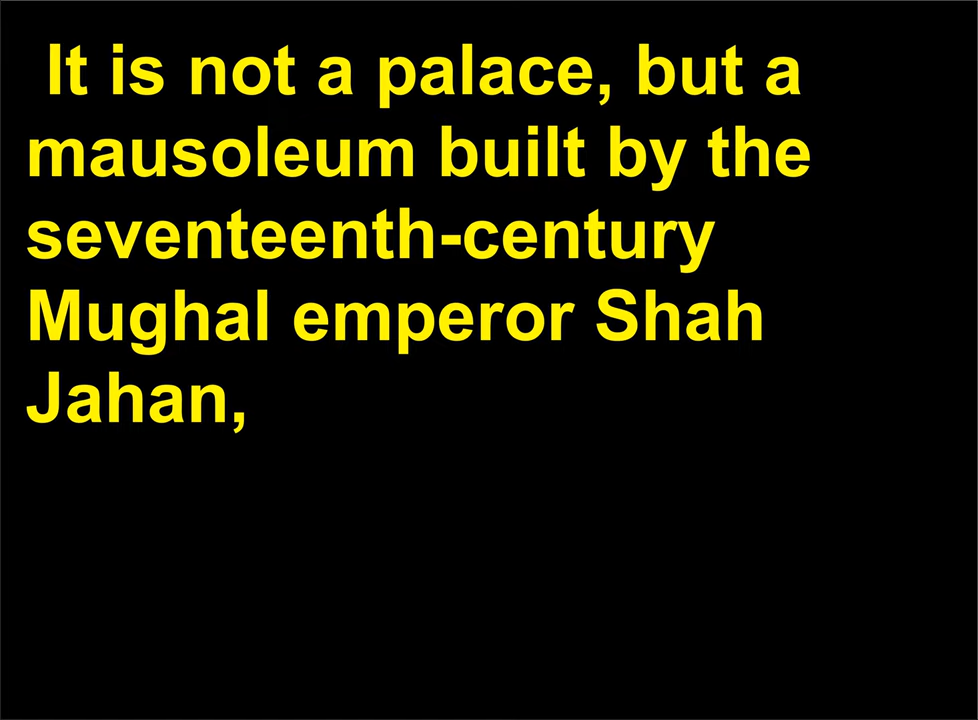 It is not a palace, but a
mausoleum built by the
seventeenth-century
Mughal emperor Shah
Jahan,